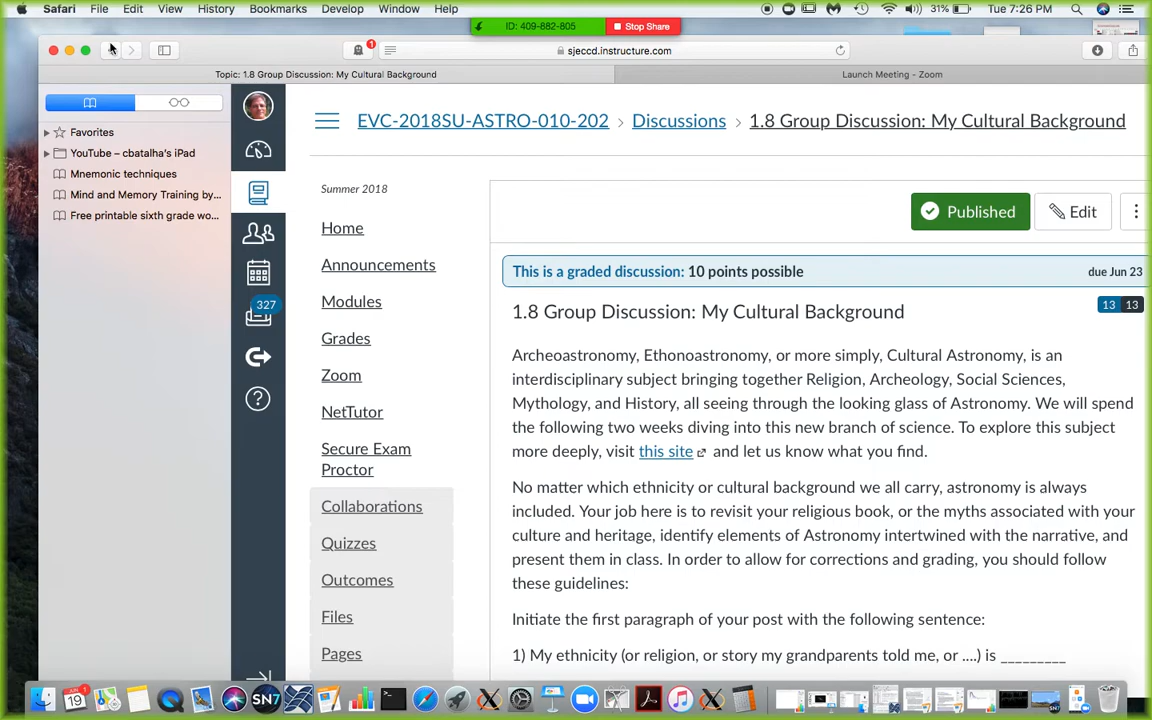 Safari File Edit View History Bookmarks Develop Window Help
31% Tue 7:26 PM
ID: 409-882-805 Stop Share
1
sjeccd.instructure.com
Topic: 1.8 Group Discussion: My Cultural Background
Launch Meeting - Zoom
Favorites
YouTube – cbatalha's iPad
Mnemonic techniques
Mind and Memory Training by...
Free printable sixth grade wo...
327
EVC-2018SU-ASTRO-010-202 > Discussions > 1.8 Group Discussion: My Cultural Background
Summer 2018
Home
Announcements
Modules
Grades
Zoom
NetTutor
Secure Exam
Proctor
Collaborations
Quizzes
Outcomes
Files
Pages
Published
Edit
This is a graded discussion: 10 points possible
due Jun 23
1.8 Group Discussion: My Cultural Background
13 13
Archeoastronomy, Ethonoastronomy, or more simply, Cultural Astronomy, is an
interdisciplinary subject bringing together Religion, Archeology, Social Sciences,
Mythology, and History, all seeing through the looking glass of Astronomy. We will spend
the following two weeks diving into this new branch of science. To explore this subject
more deeply, visit this site and let us know what you find.
No matter which ethnicity or cultural background we all carry, astronomy is always
included. Your job here is to revisit your religious book, or the myths associated with your
culture and heritage, identify elements of Astronomy intertwined with the narrative, and
present them in class. In order to allow for corrections and grading, you should follow
these guidelines:
Initiate the first paragraph of your post with the following sentence:
1) My ethnicity (or religion, or story my grandparents told me, or ....) is _________
JUN
19
1
SN7